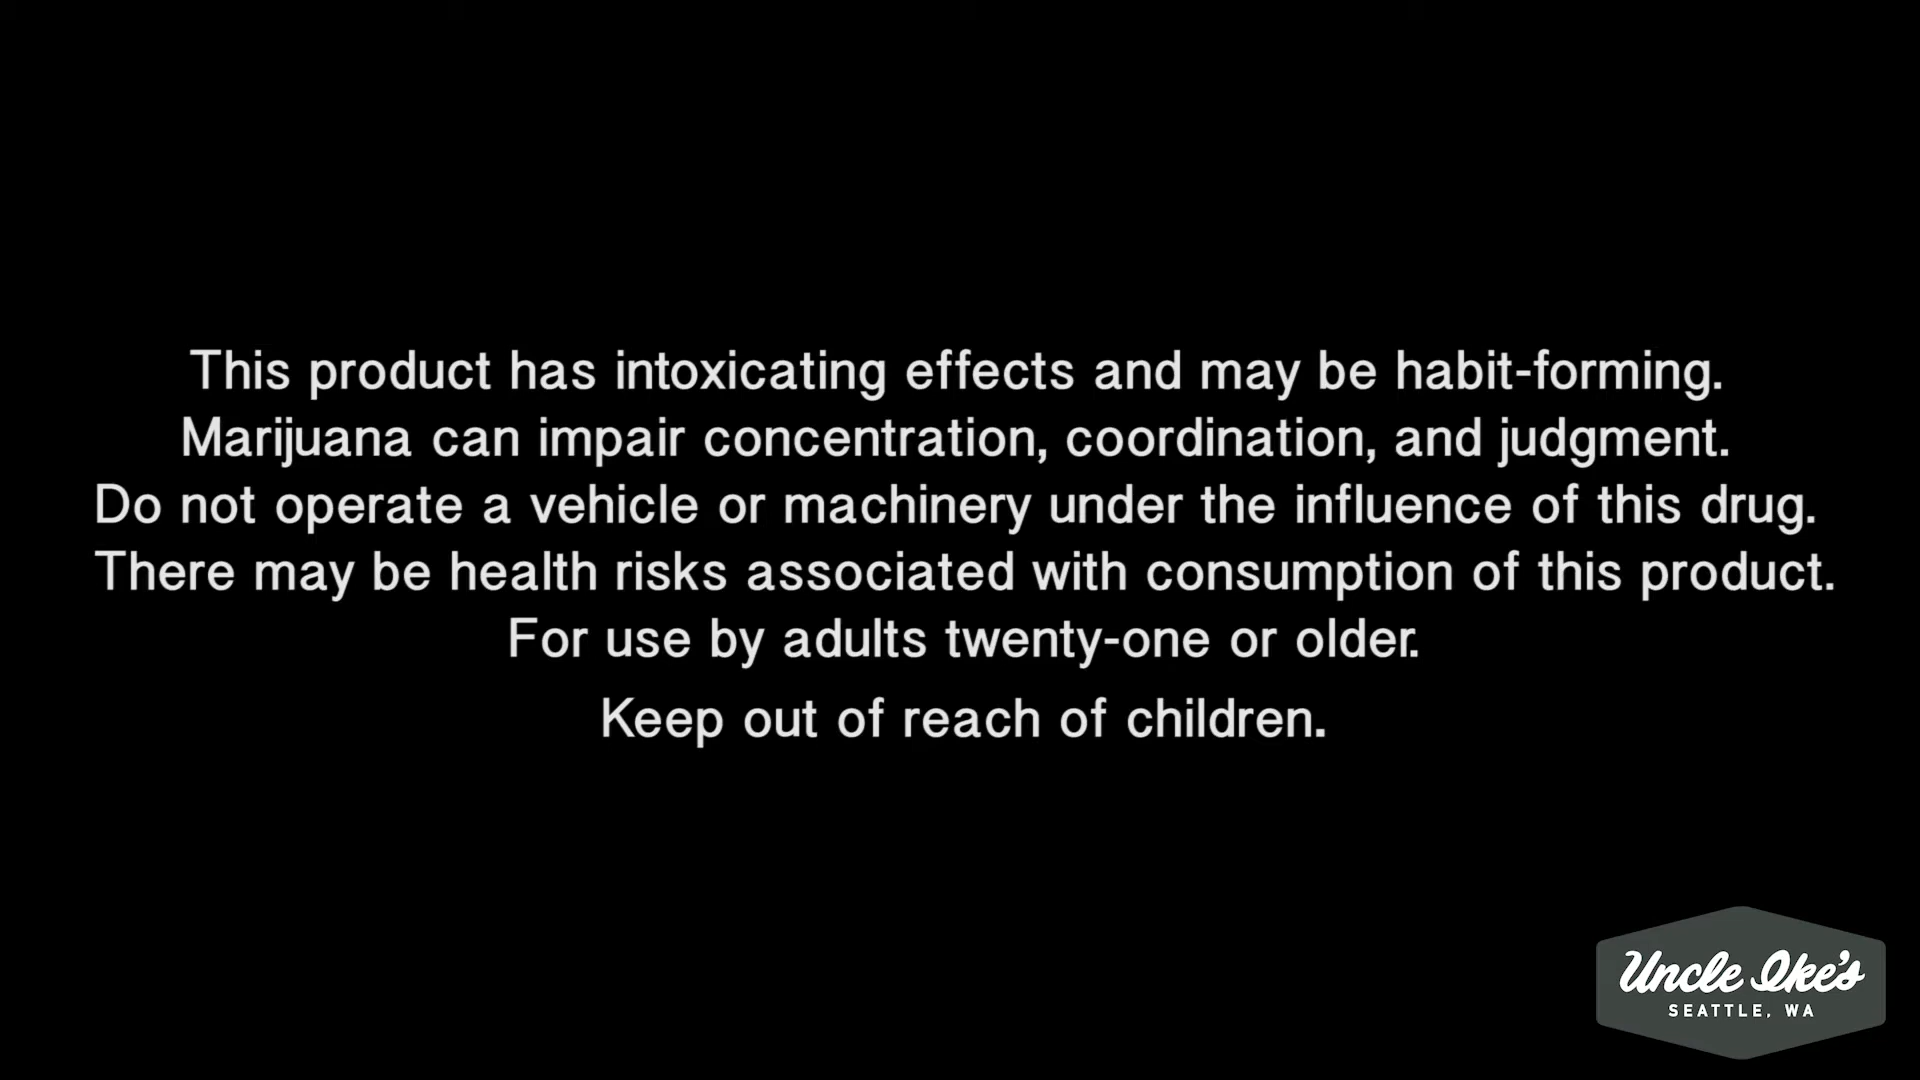 This product has intoxicating effects and may be habit-forming.
Marijuana can impair concentration, coordination, and judgment.
Do not operate a vehicle or machinery under the influence of this drug.
There may be health risks associated with consumption of this product.
For use by adults twenty-one or older.
Keep out of reach of children.
Uncle Ike's
SEATTLE, WA